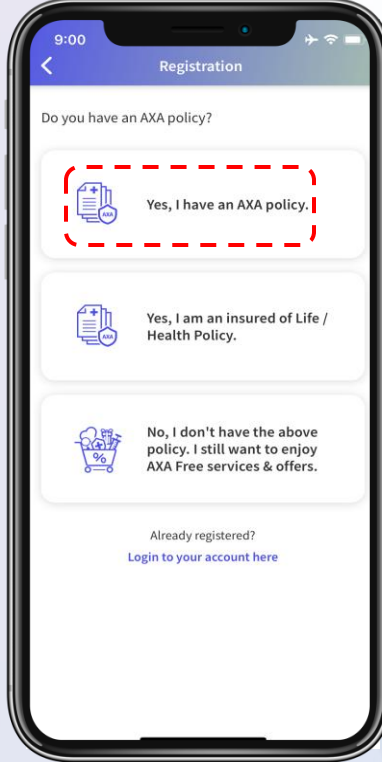 9:00
Registration
Do you have an AXA policy?
AXA
Yes, I have an AXA policy.
AXA
Yes, I am an insured of Life /
Health Policy.
%
No, I don't have the above
policy. I still want to enjoy
AXA Free services & offers.
Already registered?
Login to your account here